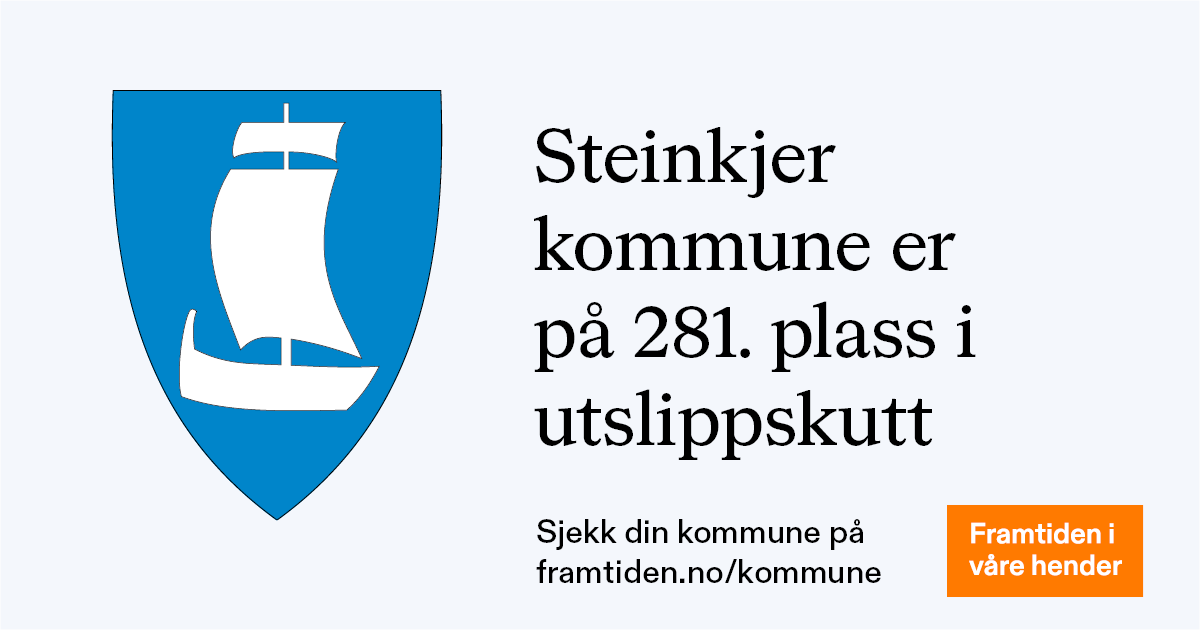 Steinkjer
kommune er
på 281. plass i
utslippskutt
Sjekk din kommune på
framtiden.no/kommune
Framtiden i
våre hender